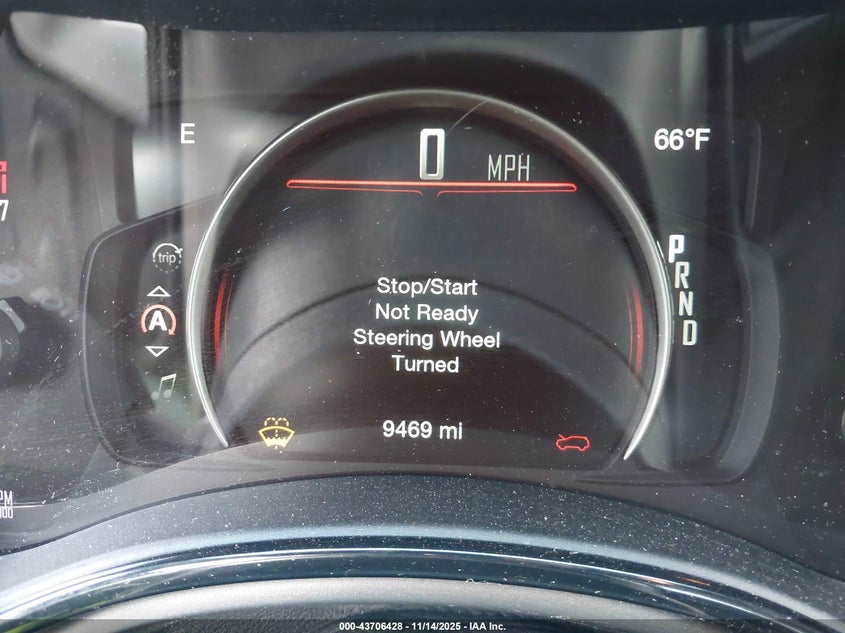 E
0 MPH
66°F
7
trip
P
R
N
D
Stop/Start
Not Ready
Steering Wheel
Turned
A
9469 mi
000-43706428 - 11/14/2025 - IAA Inc.